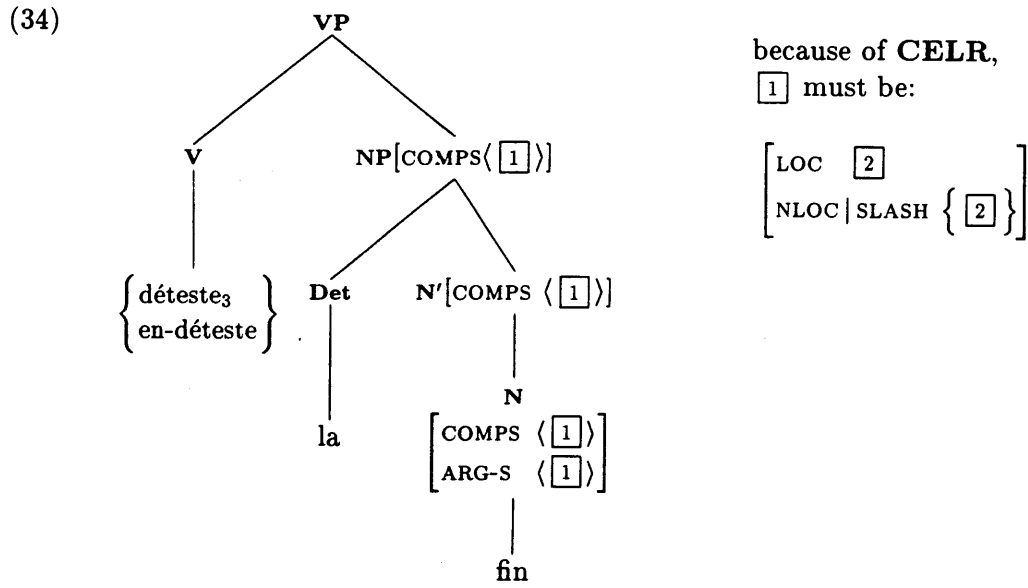 (34)
VP
because of CELR,
[1] must be:
V
NP[COMPS⟨ [1] ⟩]
[LOC [2]
NLOC | SLASH { [2] }]
{ déteste₃
en-déteste }
Det
N′[COMPS ⟨ [1] ⟩]
N
la
[COMPS ⟨ [1] ⟩
ARG-S ⟨ [1] ⟩]
fin